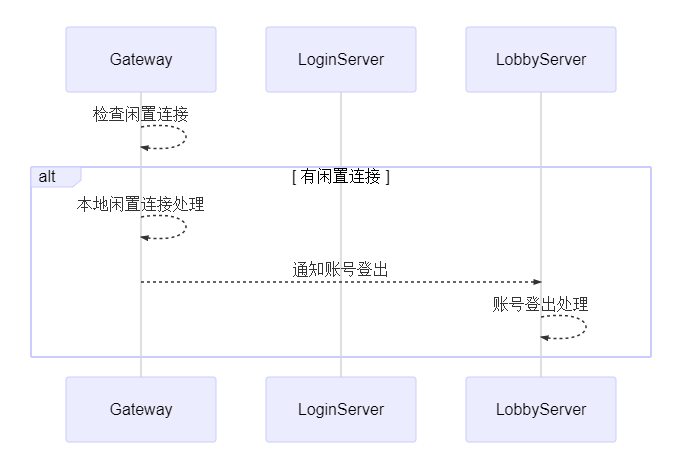 Gateway
LoginServer
LobbyServer
检查闲置连接
alt
[ 有闲置连接 ]
本地闲置连接处理
通知账号登出
账号登出处理
Gateway
LoginServer
LobbyServer